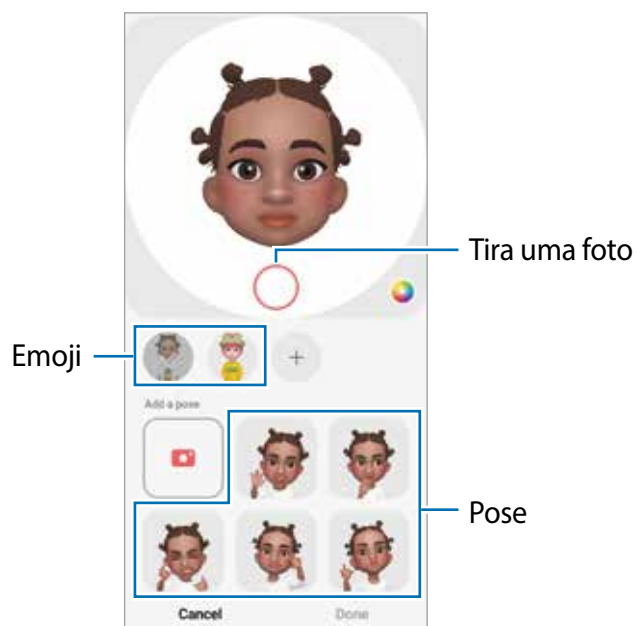 Tira uma foto
Emoji
Add a pose
Pose
Cancel
Done